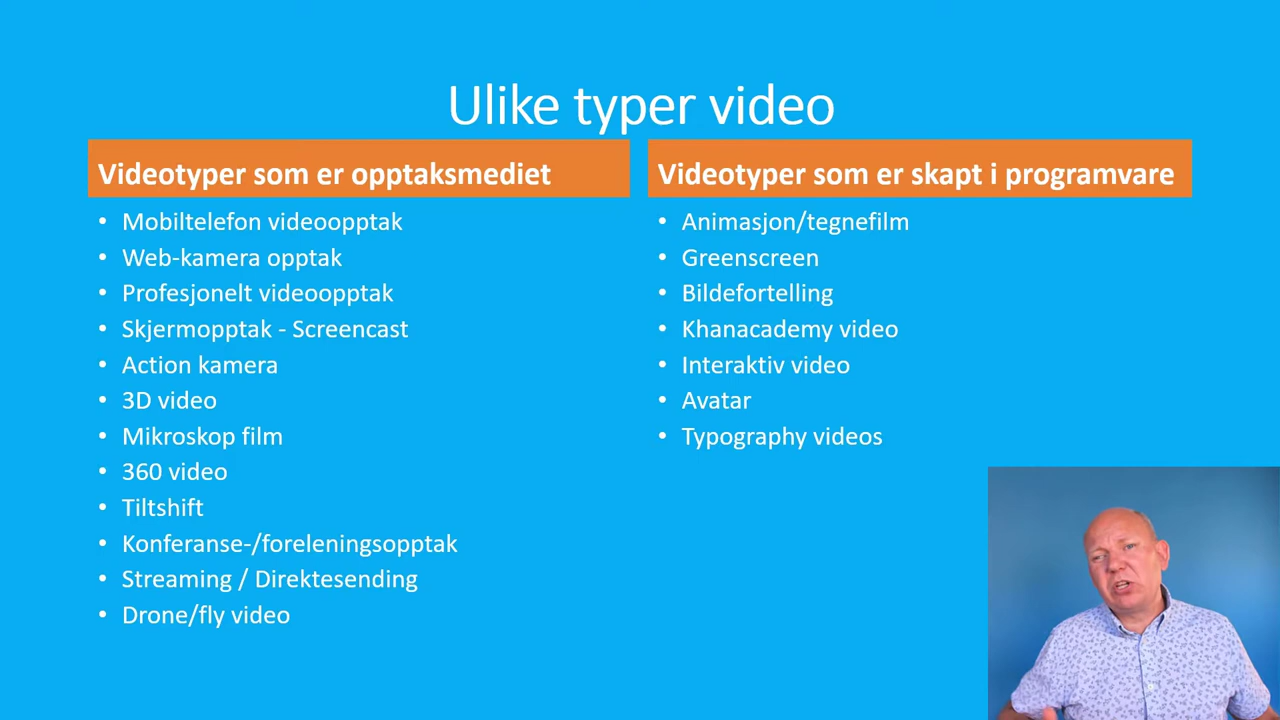 Ulike typer video
Videotyper som er opptaksmediet
• Mobiltelefon videoopptak
• Web-kamera opptak
• Profesjonelt videoopptak
• Skjermopptak - Screencast
• Action kamera
• 3D video
• Mikroskop film
• 360 video
• Tiltshift
• Konferanse-/foreleningsopptak
• Streaming / Direktesending
• Drone/fly video
Videotyper som er skapt i programvare
• Animasjon/tegnefilm
• Greenscreen
• Bildefortelling
• Khanacademy video
• Interaktiv video
• Avatar
• Typography videos